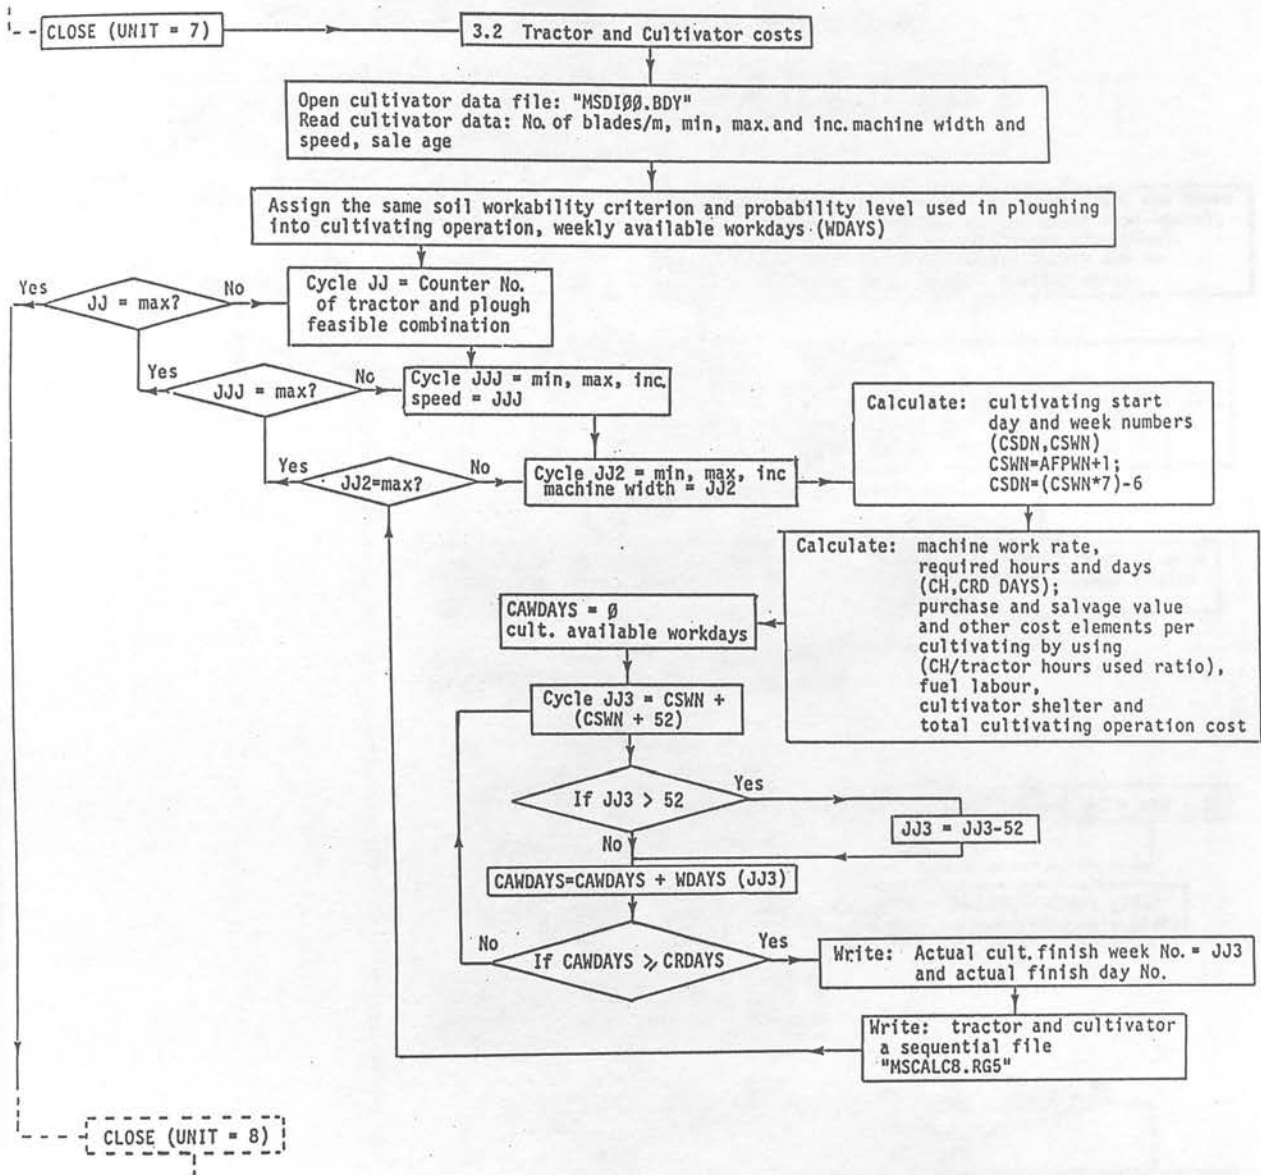 CLOSE (UNIT = 7)
3.2 Tractor and Cultivator costs
Open cultivator data file: "MSDIØØ.BDY"
Read cultivator data: No. of blades/m, min, max. and inc. machine width and
speed, sale age
Assign the same soil workability criterion and probability level used in ploughing
into cultivating operation, weekly available workdays (WDAYS)
Yes
JJ = max?
No
Cycle JJ = Counter No.
of tractor and plough
feasible combination
Yes
JJJ = max?
No
Cycle JJJ = min, max, inc.
speed = JJJ
Yes
JJ2=max?
No
Cycle JJ2 = min, max, inc
machine width = JJ2
Calculate: cultivating start
day and week numbers
(CSDN,CSWN)
CSWN=AFPWN+1;
CSDN=(CSWN*7)-6
Calculate: machine work rate,
required hours and days
(CH,CRD DAYS);
purchase and salvage value
and other cost elements per
cultivating by using
(CH/tractor hours used ratio),
fuel labour,
cultivator shelter and
total cultivating operation cost
CAWDAYS = Ø
cult. available workdays
Cycle JJ3 = CSWN +
(CSWN + 52)
If JJ3 > 52
Yes
JJ3 = JJ3-52
No
CAWDAYS=CAWDAYS + WDAYS (JJ3)
No
If CAWDAYS ⩾ CRDAYS
Yes
Write: Actual cult. finish week No. = JJ3
and actual finish day No.
Write: tractor and cultivator
a sequential file
"MSCALC8.RG5"
CLOSE (UNIT = 8)